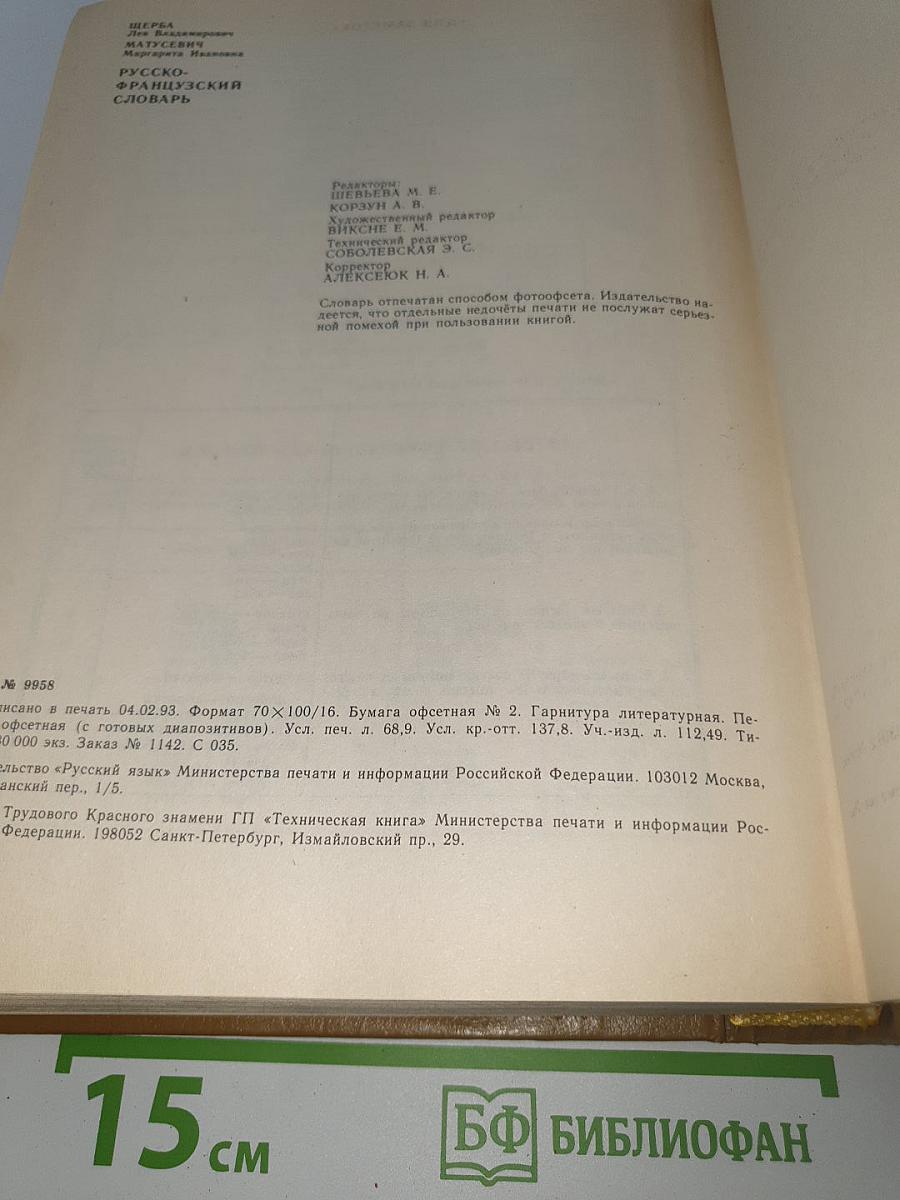 ЩЕРБА
Лев Владимирович
МАТУСЕВИЧ
Маргарита Ивановна
РУССКО-
ФРАНЦУЗСКИЙ
СЛОВАРЬ
Редакторы:
ШЕВЬЕВА М. Е.
КОРЗУН А. В.
Художественный редактор
ВИКСНЕ Е. М.
Технический редактор
СОБОЛЕВСКАЯ Э. С.
Корректор
АЛЕКСЕЮК Н. А.
Словарь отпечатан способом фотоофсета. Издательство на-
деется, что отдельные недочёты печати не послужат серьез-
ной помехой при пользовании книгой.
№ 9958
писано в печать 04.02.93. Формат 70×100/16. Бумага офсетная № 2. Гарнитура литературная. Пе-
офсетная (с готовых диапозитивов). Усл. печ. л. 68,9. Усл. кр.-отт. 137,8. Уч.-изд. л. 112,49. Ти-
0 000 экз. Заказ № 1142. С 035.
ельство «Русский язык» Министерства печати и информации Российской Федерации. 103012 Москва,
анский пер., 1/5.
Трудового Красного знамени ГП «Техническая книга» Министерства печати и информации Рос-
Федерации. 198052 Санкт-Петербург, Измайловский пр., 29.
15 см
БФ БИБЛИОФАН